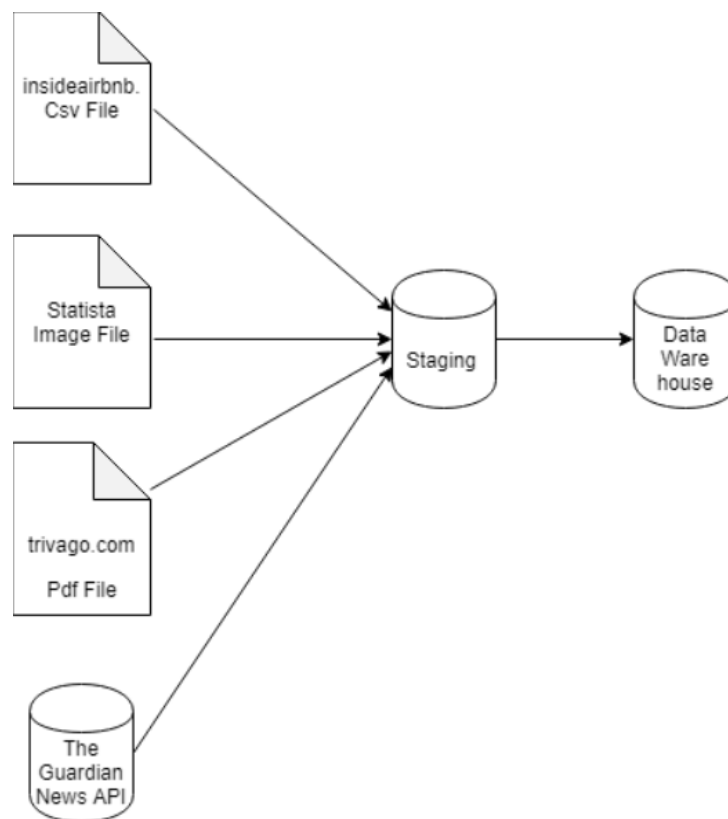 insideairbnb.
Csv File
Statista
Image File
trivago.com
Pdf File
The
Guardian
News API
Staging
Data
Ware
house